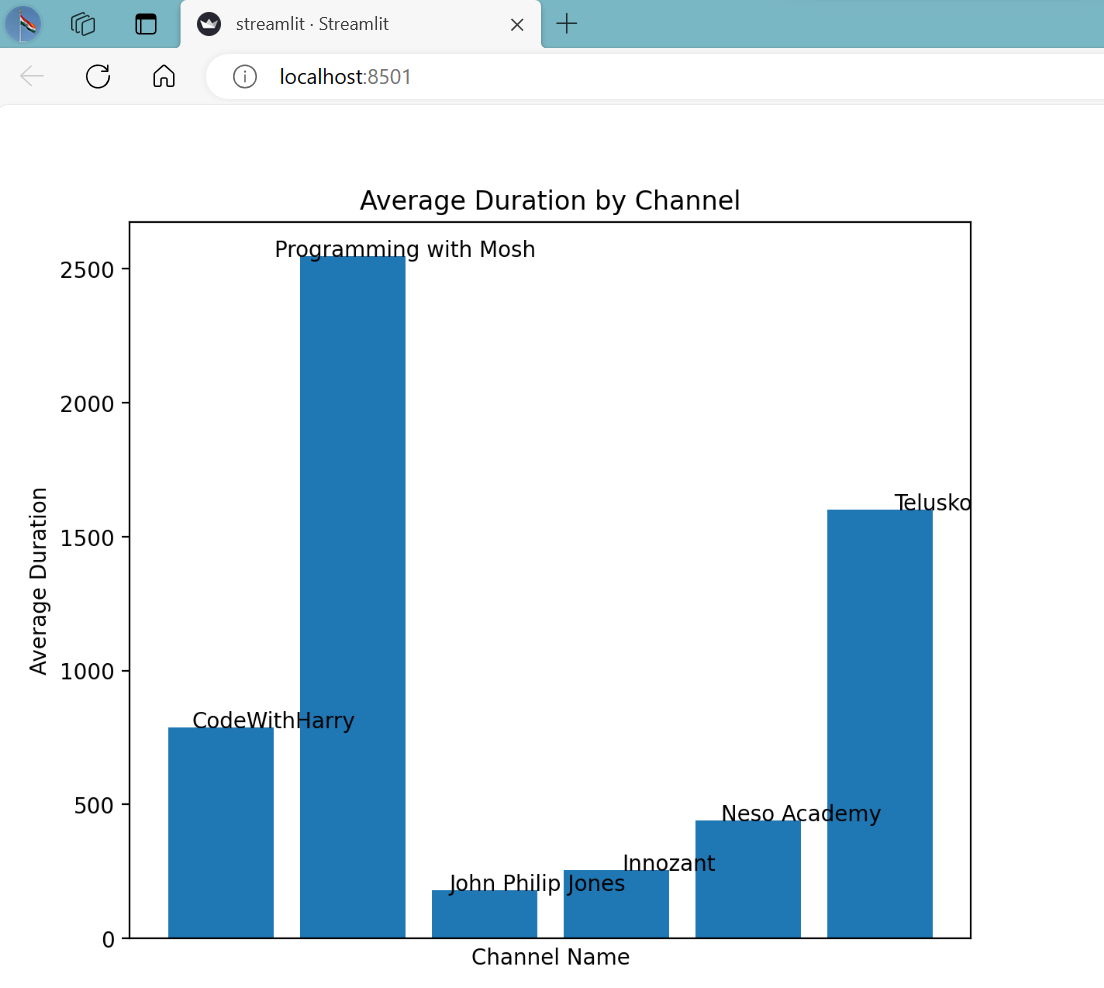 streamlit · Streamlit
localhost:8501
Average Duration by Channel
Programming with Mosh
2500
2000
Telusko
1500
Average Duration
1000
CodeWithHarry
500
Neso Academy
Innozant
John Philip Jones
0
Channel Name